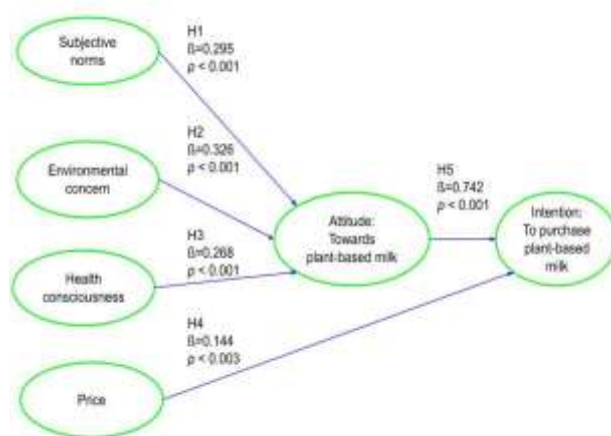 Subjective
norms
H1
ß=0.295
ρ < 0.001
Environmental
concern
H2
ß=0.326
ρ < 0.001
Health
consciousness
H3
ß=0.268
ρ < 0.001
Price
H4
ß=0.144
ρ < 0.003
Attitude:
Towards
plant-based milk
H5
ß=0.742
ρ < 0.001
Intention:
To purchase
plant-based
milk